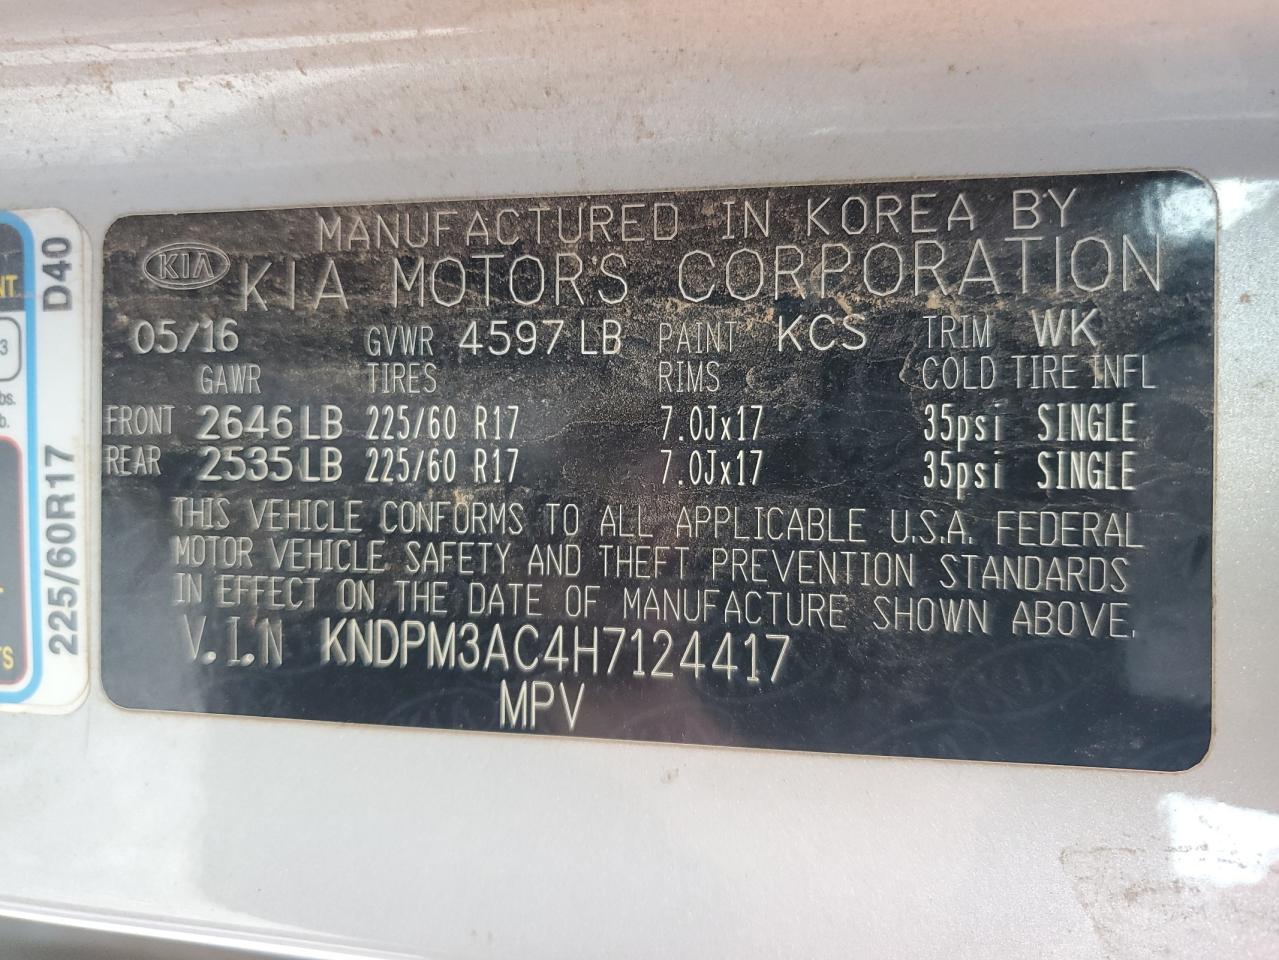 MANUFACTURED IN KOREA BY
KIA KIA MOTORS CORPORATION
05/16 GVWR 4597 LB PAINT KCS TRIM WK
GAWR TIRES RIMS COLD TIRE INFL
FRONT 2646 LB 225/60 R17 7.0Jx17 35psi SINGLE
REAR 2535 LB 225/60 R17 7.0Jx17 35psi SINGLE
THIS VEHICLE CONFORMS TO ALL APPLICABLE U.S.A. FEDERAL
MOTOR VEHICLE SAFETY AND THEFT PREVENTION STANDARDS
IN EFFECT ON THE DATE OF MANUFACTURE SHOWN ABOVE.
V.I.N KNDPM3AC4H7124417
MPV
225/60R17 D40
3